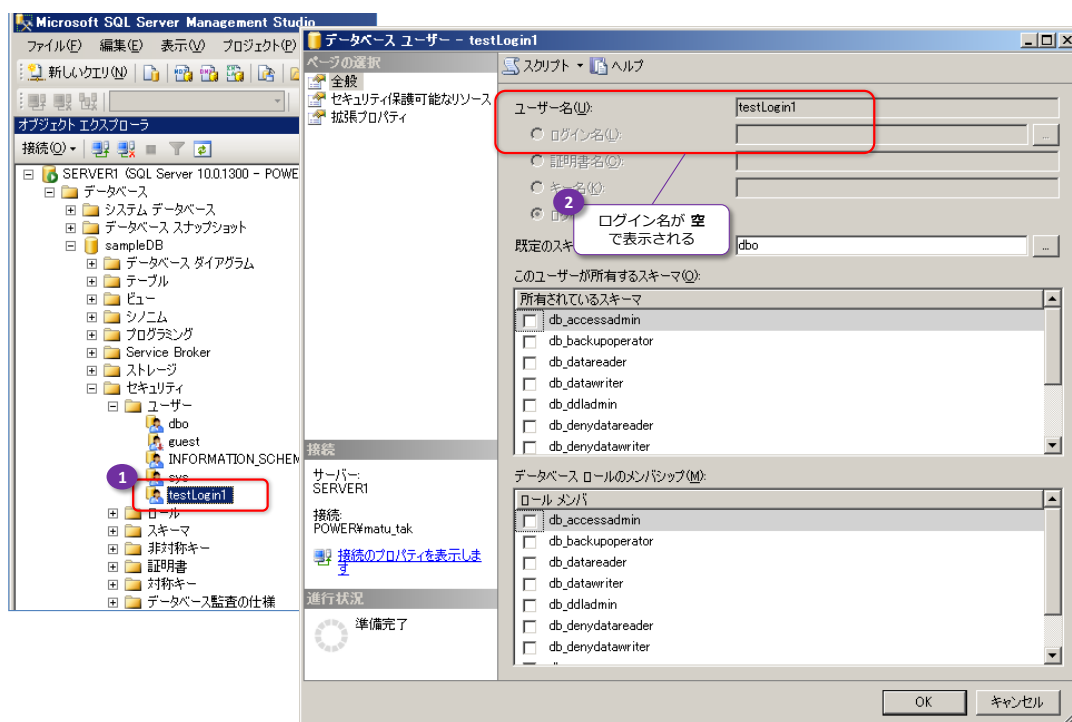 Microsoft SQL Server Management Studio
ファイル(F) 編集(E) 表示(V) プロジェクト(P)
新しいクエリ(N)
オブジェクト エクスプローラ
接続(O)
SERVER1 (SQL Server 10.0.1300 - POWE
データベース
システム データベース
データベース スナップショット
sampleDB
データベース ダイアグラム
テーブル
ビュー
シノニム
プログラミング
Service Broker
ストレージ
セキュリティ
ユーザー
dbo
guest
INFORMATION_SCHEM
1
sys
testLogin1
ロール
スキーマ
非対称キー
証明書
対称キー
データベース監査の仕様
データベース ユーザー - testLogin1
ページの選択
全般
セキュリティ保護可能なリソース
拡張プロパティ
接続
サーバー:
SERVER1
接続:
POWER¥matu_tak
接続のプロパティを表示しま
す
進行状況
準備完了
スクリプト ヘルプ
ユーザー名(U): testLogin1
ログイン名(L): ...
証明書名(C):
キー名(K):
2
ログイン名が 空
で表示される
既定のスキ dbo ...
このユーザーが所有するスキーマ(O):
所有されているスキーマ
db_accessadmin
db_backupoperator
db_datareader
db_datawriter
db_ddladmin
db_denydatareader
db_denydatawriter
データベース ロールのメンバシップ(M):
ロール メンバ
db_accessadmin
db_backupoperator
db_datareader
db_datawriter
db_ddladmin
db_denydatareader
db_denydatawriter
OK キャンセル